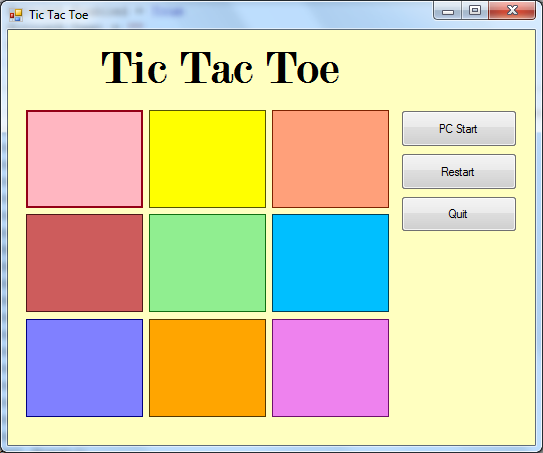 Tic Tac Toe
Tic Tac Toe
PC Start
Restart
Quit